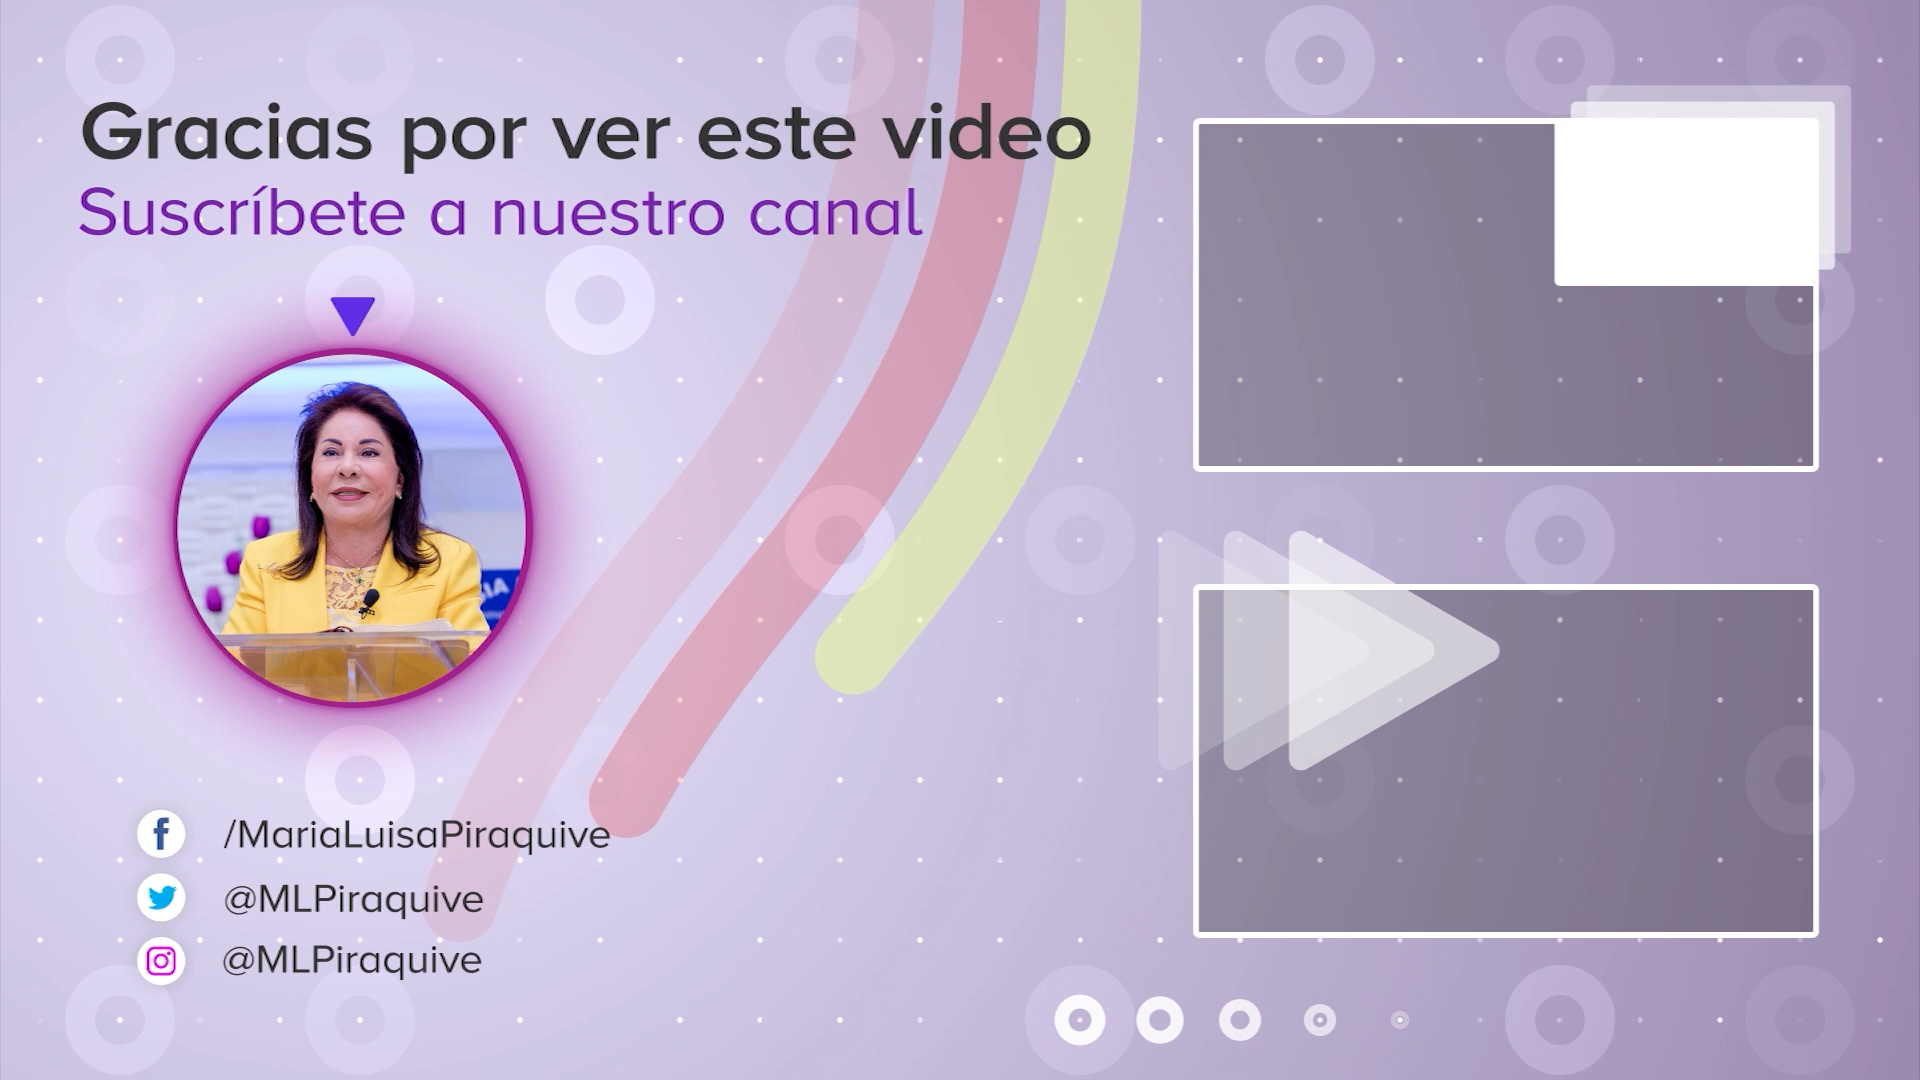 Gracias por ver este video
Suscríbete a nuestro canal
/MariaLuisaPiraquive
@MLPiraquive
@MLPiraquive